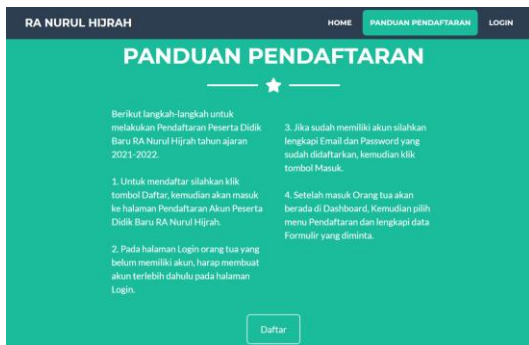 RA NURUL HIJRAH
HOME
PANDUAN PENDAFTARAN
LOGIN
PANDUAN PENDAFTARAN
Berikut langkah-langkah untuk
melakukan Pendaftaran Peserta Didik
Baru RA Nurul Hijrah tahun ajaran
2021-2022.
1. Untuk mendaftar silahkan klik
tombol Daftar, kemudian akan masuk
ke halaman Pendaftaran Akun Peserta
Didik Baru RA Nurul Hijrah.
2. Pada halaman Login orang tua yang
belum memiliki akun, harap membuat
akun terlebih dahulu pada halaman
Login.
3. Jika sudah memiliki akun silahkan
lengkapi Email dan Password yang
sudah didaftarkan, kemudian klik
tombol Masuk.
4. Setelah masuk Orang tua akan
berada di Dashboard, Kemudian pilih
menu Pendaftaran dan lengkapi data
Formulir yang diminta.
Daftar